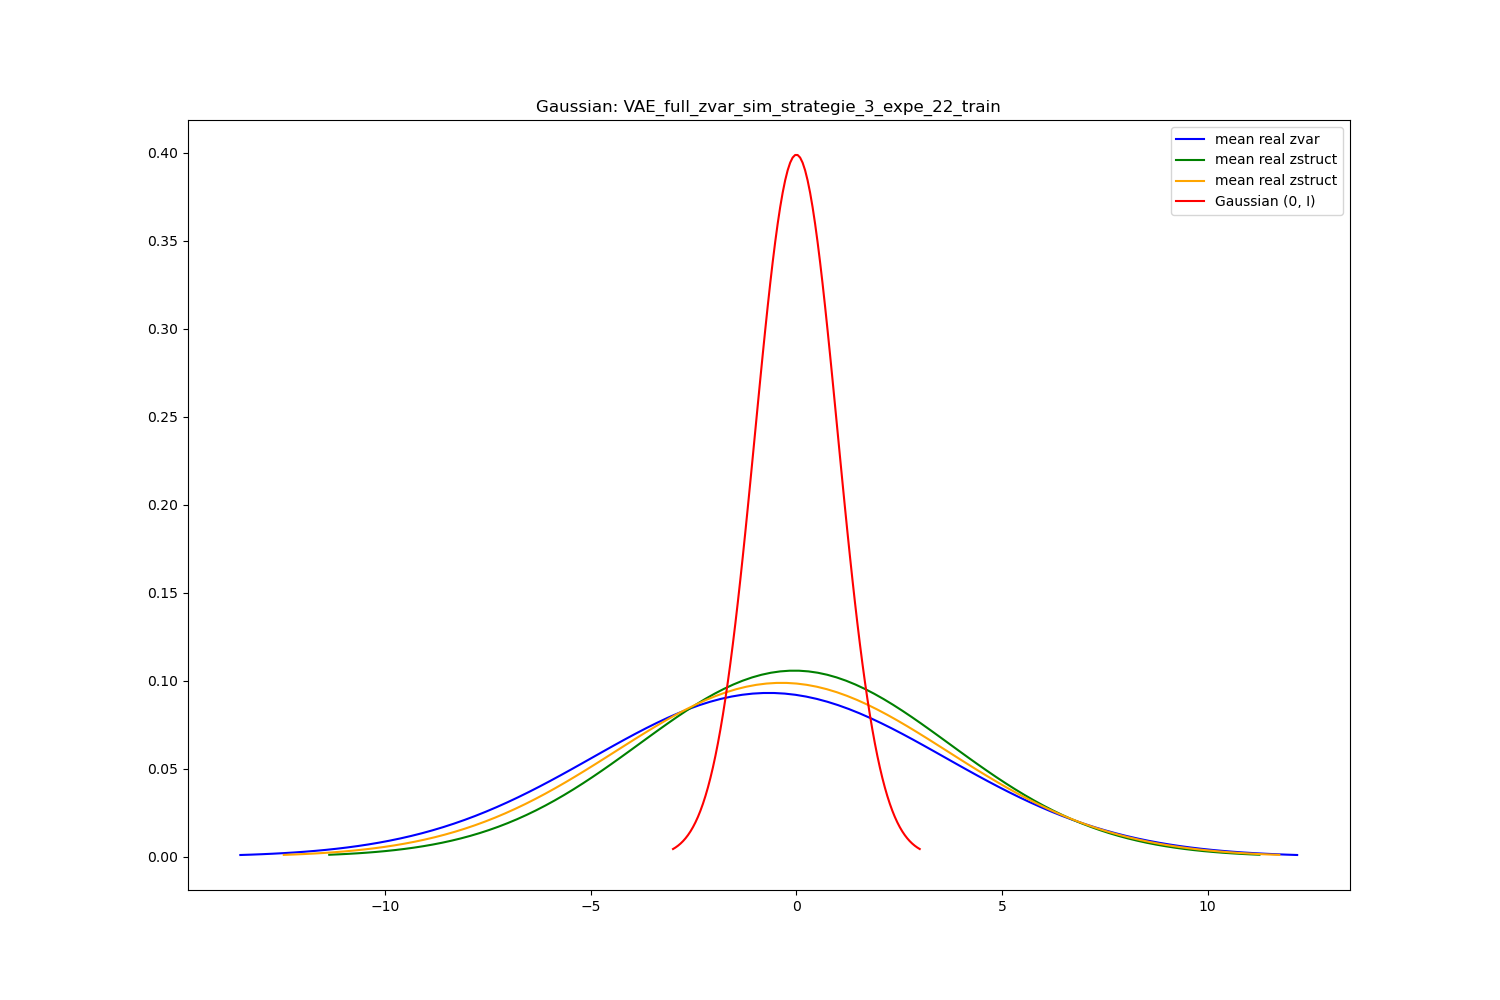 Gaussian: VAE_full_zvar_sim_strategie_3_expe_22_train
mean real zvar
mean real zstruct
mean real zstruct
Gaussian (0, I)
0.40
0.35
0.30
0.25
0.20
0.15
0.10
0.05
0.00
−10
−5
0
5
10